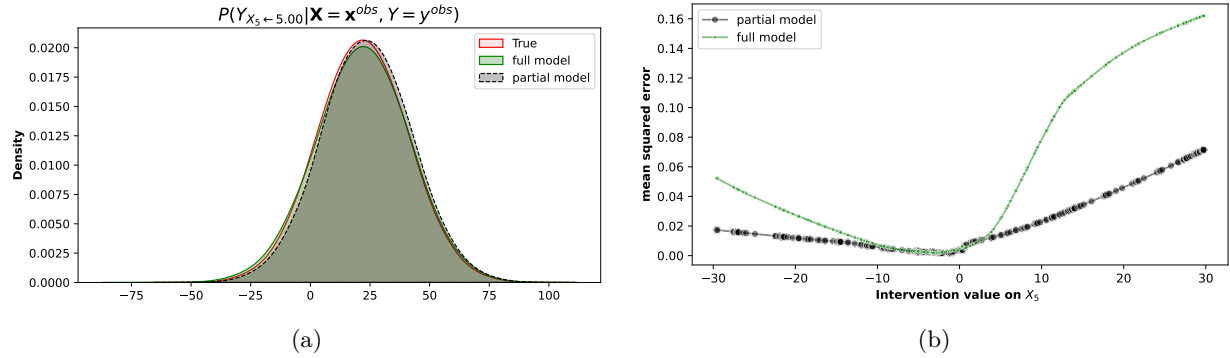 P(Y_{X_5←5.00}|X = x^{obs}, Y = y^{obs})
True
full model
partial model
Density
0.0200
0.0175
0.0150
0.0125
0.0100
0.0075
0.0050
0.0025
0.0000
−75 −50 −25 0 25 50 75 100
(a)
partial model
full model
mean squared error
0.16
0.14
0.12
0.10
0.08
0.06
0.04
0.02
0.00
−30 −20 −10 0 10 20 30
Intervention value on X_5
(b)